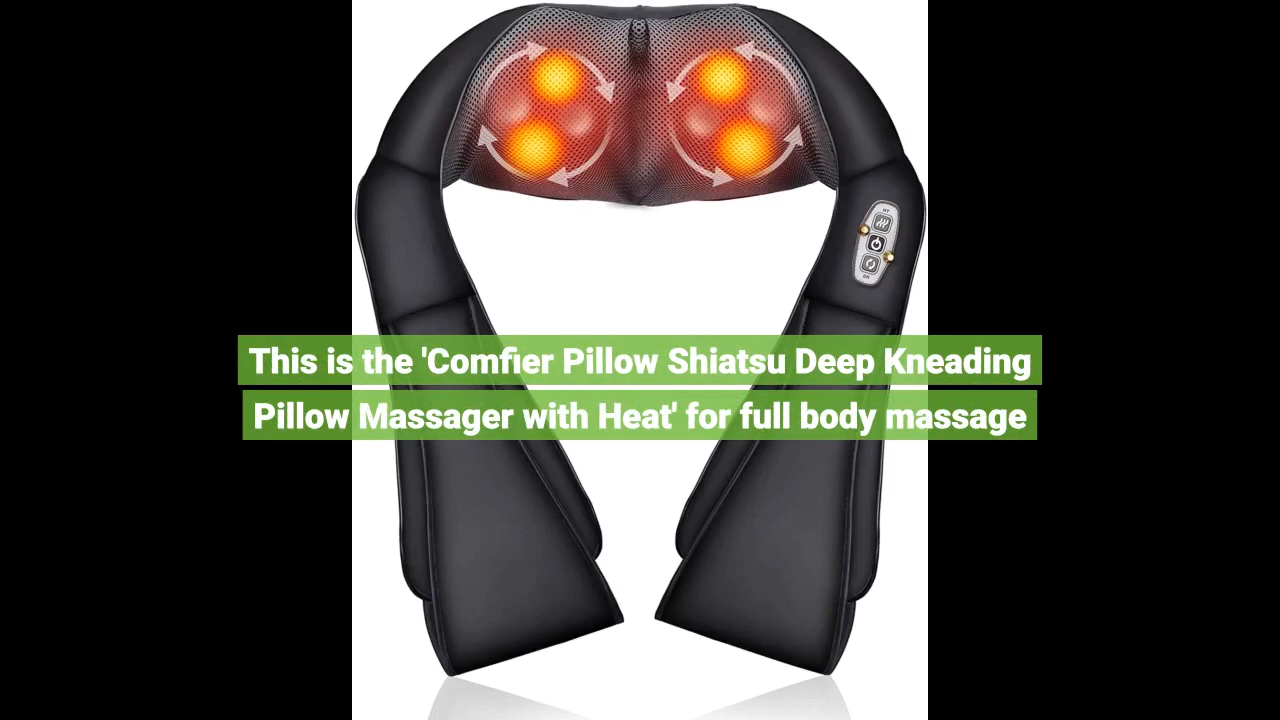 This is the 'Comfier Pillow Shiatsu Deep Kneading
Pillow Massager with Heat' for full body massage